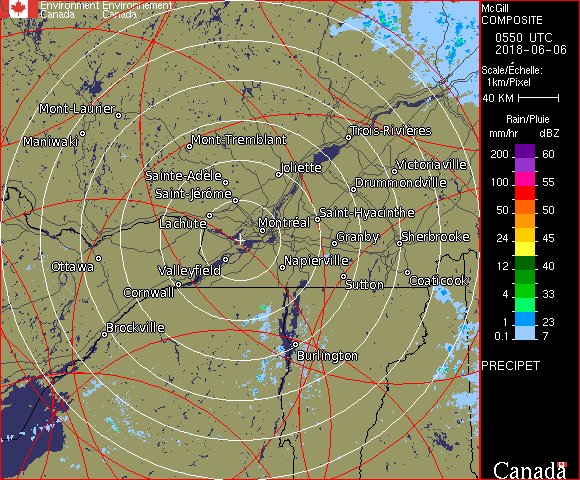 Environment Environnement
Canada Canada
McGill
COMPOSITE
0550 UTC
2018-06-06
Scale/Échelle:
1km/Pixel
40 KM
Rain/Pluie
mm/hr dBZ
200 60
150 57
100 55
50 50
24 45
12 40
4 33
1 23
0.1 7
PRECIPET
Canada
Mont-Laurier
Maniwaki
Mont-Tremblant
Trois-Rivières
Joliette
Victoriaville
Sainte-Adèle
Drummondville
Saint-Jérôme
Lachute
Montréal
Saint-Hyacinthe
Granby
Sherbrooke
Ottawa
Valleyfield
Napierville
Cornwall
Sutton
Coaticook
Brockville
Burlington